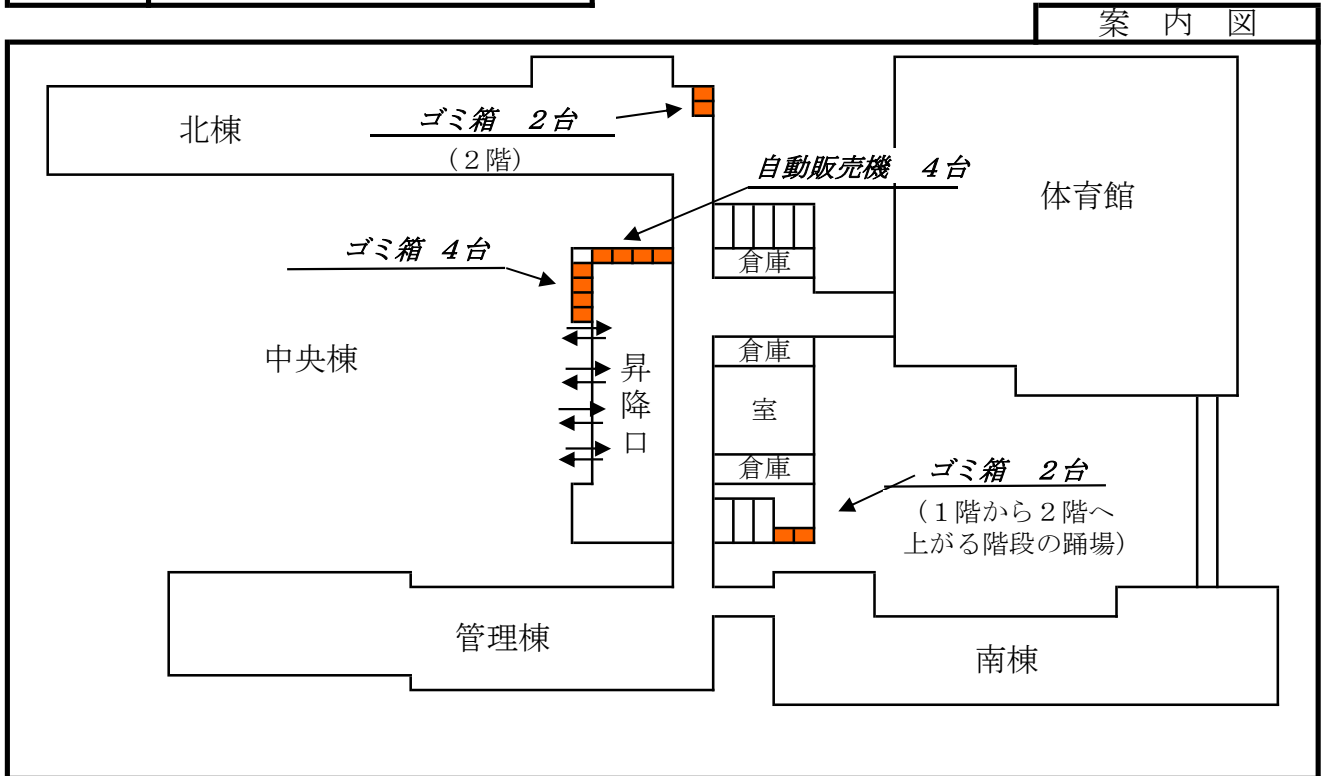 案 内 図
北棟
ゴミ箱 ２台
（２階）
自動販売機 ４台
体育館
ゴミ箱 ４台
倉庫
中央棟
昇降口
倉庫
室
倉庫
ゴミ箱 ２台
（１階から２階へ
上がる階段の踊場）
管理棟
南棟